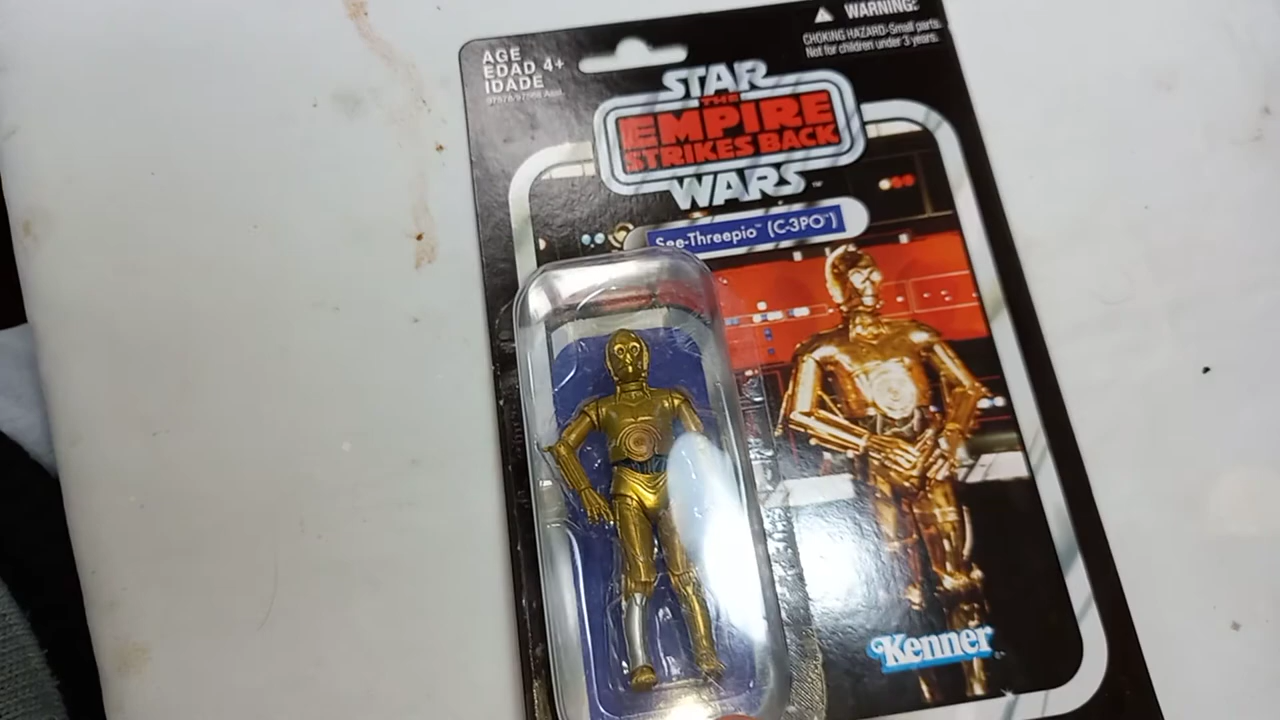 AGE
EDAD 4+
IDADE
WARNING:
CHOKING HAZARD-Small parts.
Not for children under 3 years.
STAR
THE
EMPIRE
STRIKES BACK
WARS™
See-Threepio™ (C-3PO™)
Kenner